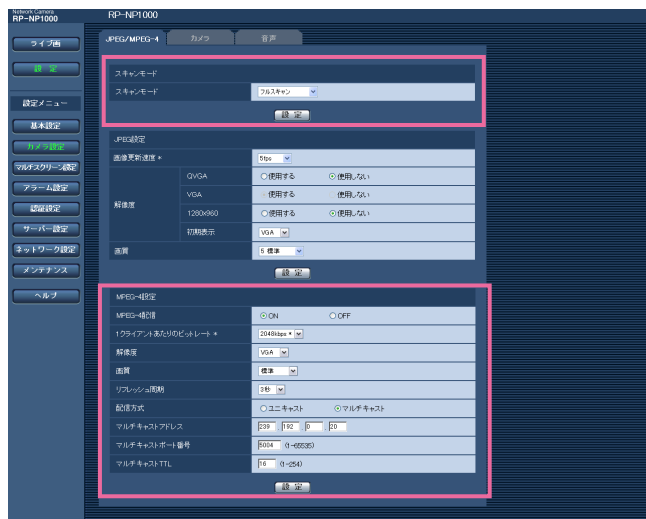 Network Camera
RP-NP1000
RP-NP1000
ライブ画
設 定
設定メニュー
基本設定
カメラ設定
マルチスクリーン設定
アラーム設定
認証設定
サーバー設定
ネットワーク設定
メンテナンス
ヘルプ
JPEG/MPEG-4 カメラ 音声
スキャンモード
スキャンモード フルスキャン
設 定
JPEG設定
画像更新速度 * 5fps
解像度
QVGA 使用する 使用しない
VGA 使用する 使用しない
1280x960 使用する 使用しない
初期表示 VGA
画質 5 標準
設 定
MPEG-4設定
MPEG-4配信 ON OFF
1クライアントあたりのビットレート * 2048kbps *
解像度 VGA
画質 標準
リフレッシュ周期 3秒
配信方式 ユニキャスト マルチキャスト
マルチキャストアドレス 239 192 0 20
マルチキャストポート番号 5004 (1-65535)
マルチキャストTTL 16 (1-254)
設 定